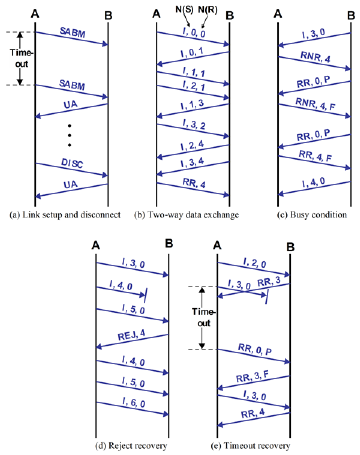 A B
SABM
Time-
out
SABM
UA
DISC
UA
(a) Link setup and disconnect
N(S) N(R)
A B
I, 0, 0
I, 0, 1
I, 1, 1
I, 2, 1
I, 1, 3
I, 3, 2
I, 2, 4
I, 3, 4
RR, 4
(b) Two-way data exchange
A B
I, 3, 0
RNR, 4
RR, 0, P
RNR, 4, F
RR, 0, P
RR, 4, F
I, 4, 0
(c) Busy condition
A B
I, 3, 0
I, 4, 0
I, 5, 0
REJ, 4
I, 4, 0
I, 5, 0
I, 6, 0
(d) Reject recovery
A B
I, 2, 0
I, 3, 0 RR, 3
Time-
out
RR, 0, P
RR, 3, F
I, 3, 0
RR, 4
(e) Timeout recovery